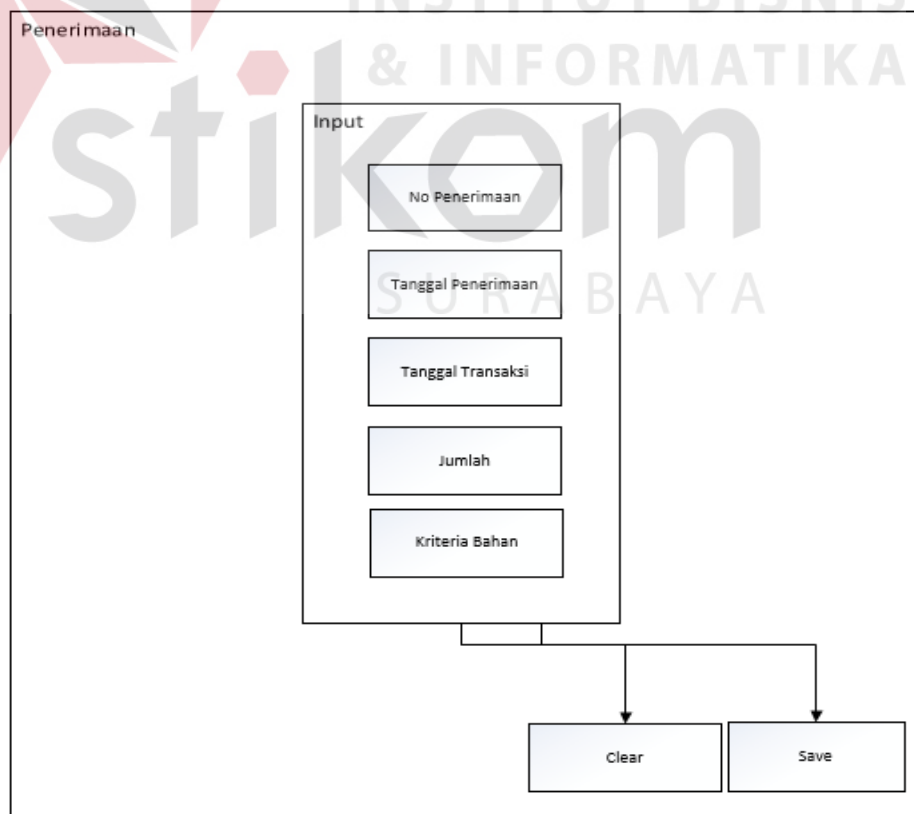 INSTITUT BISNIS
Penerimaan
& INFORMATIKA
stikom
Input
No Penerimaan
Tanggal Penerimaan
SURABAYA
Tanggal Transaksi
Jumlah
Kriteria Bahan
Clear
Save